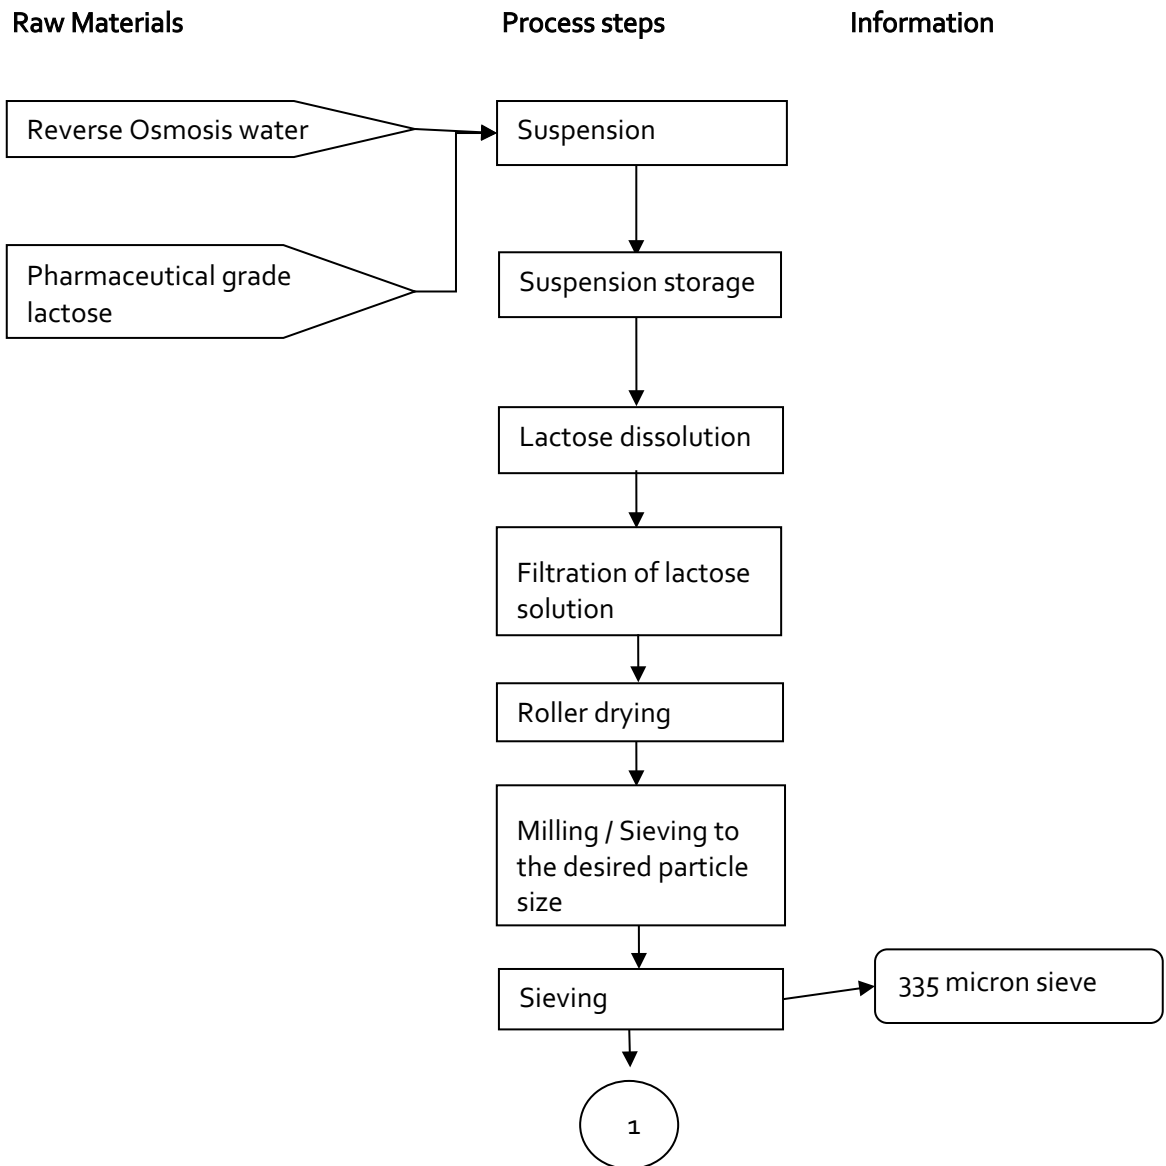 Raw Materials
Process steps
Information
Reverse Osmosis water
Suspension
Pharmaceutical grade
lactose
Suspension storage
Lactose dissolution
Filtration of lactose
solution
Roller drying
Milling / Sieving to
the desired particle
size
Sieving
335 micron sieve
1